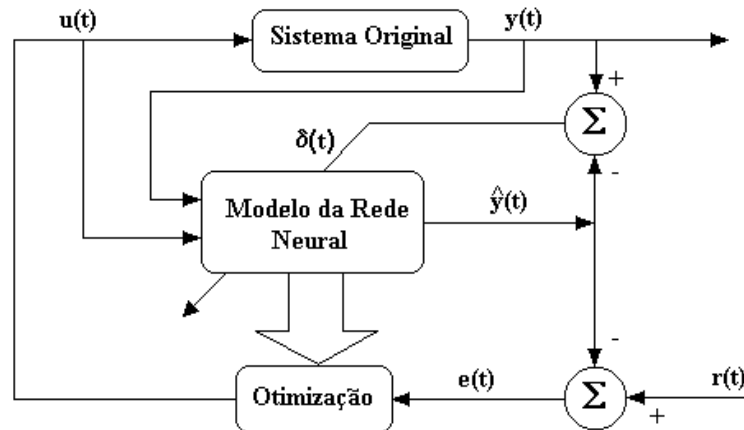 u(t)
Sistema Original
y(t)
+
Σ
δ(t)
-
Modelo da Rede
Neural
ŷ(t)
-
Otimização
e(t)
Σ
r(t)
+